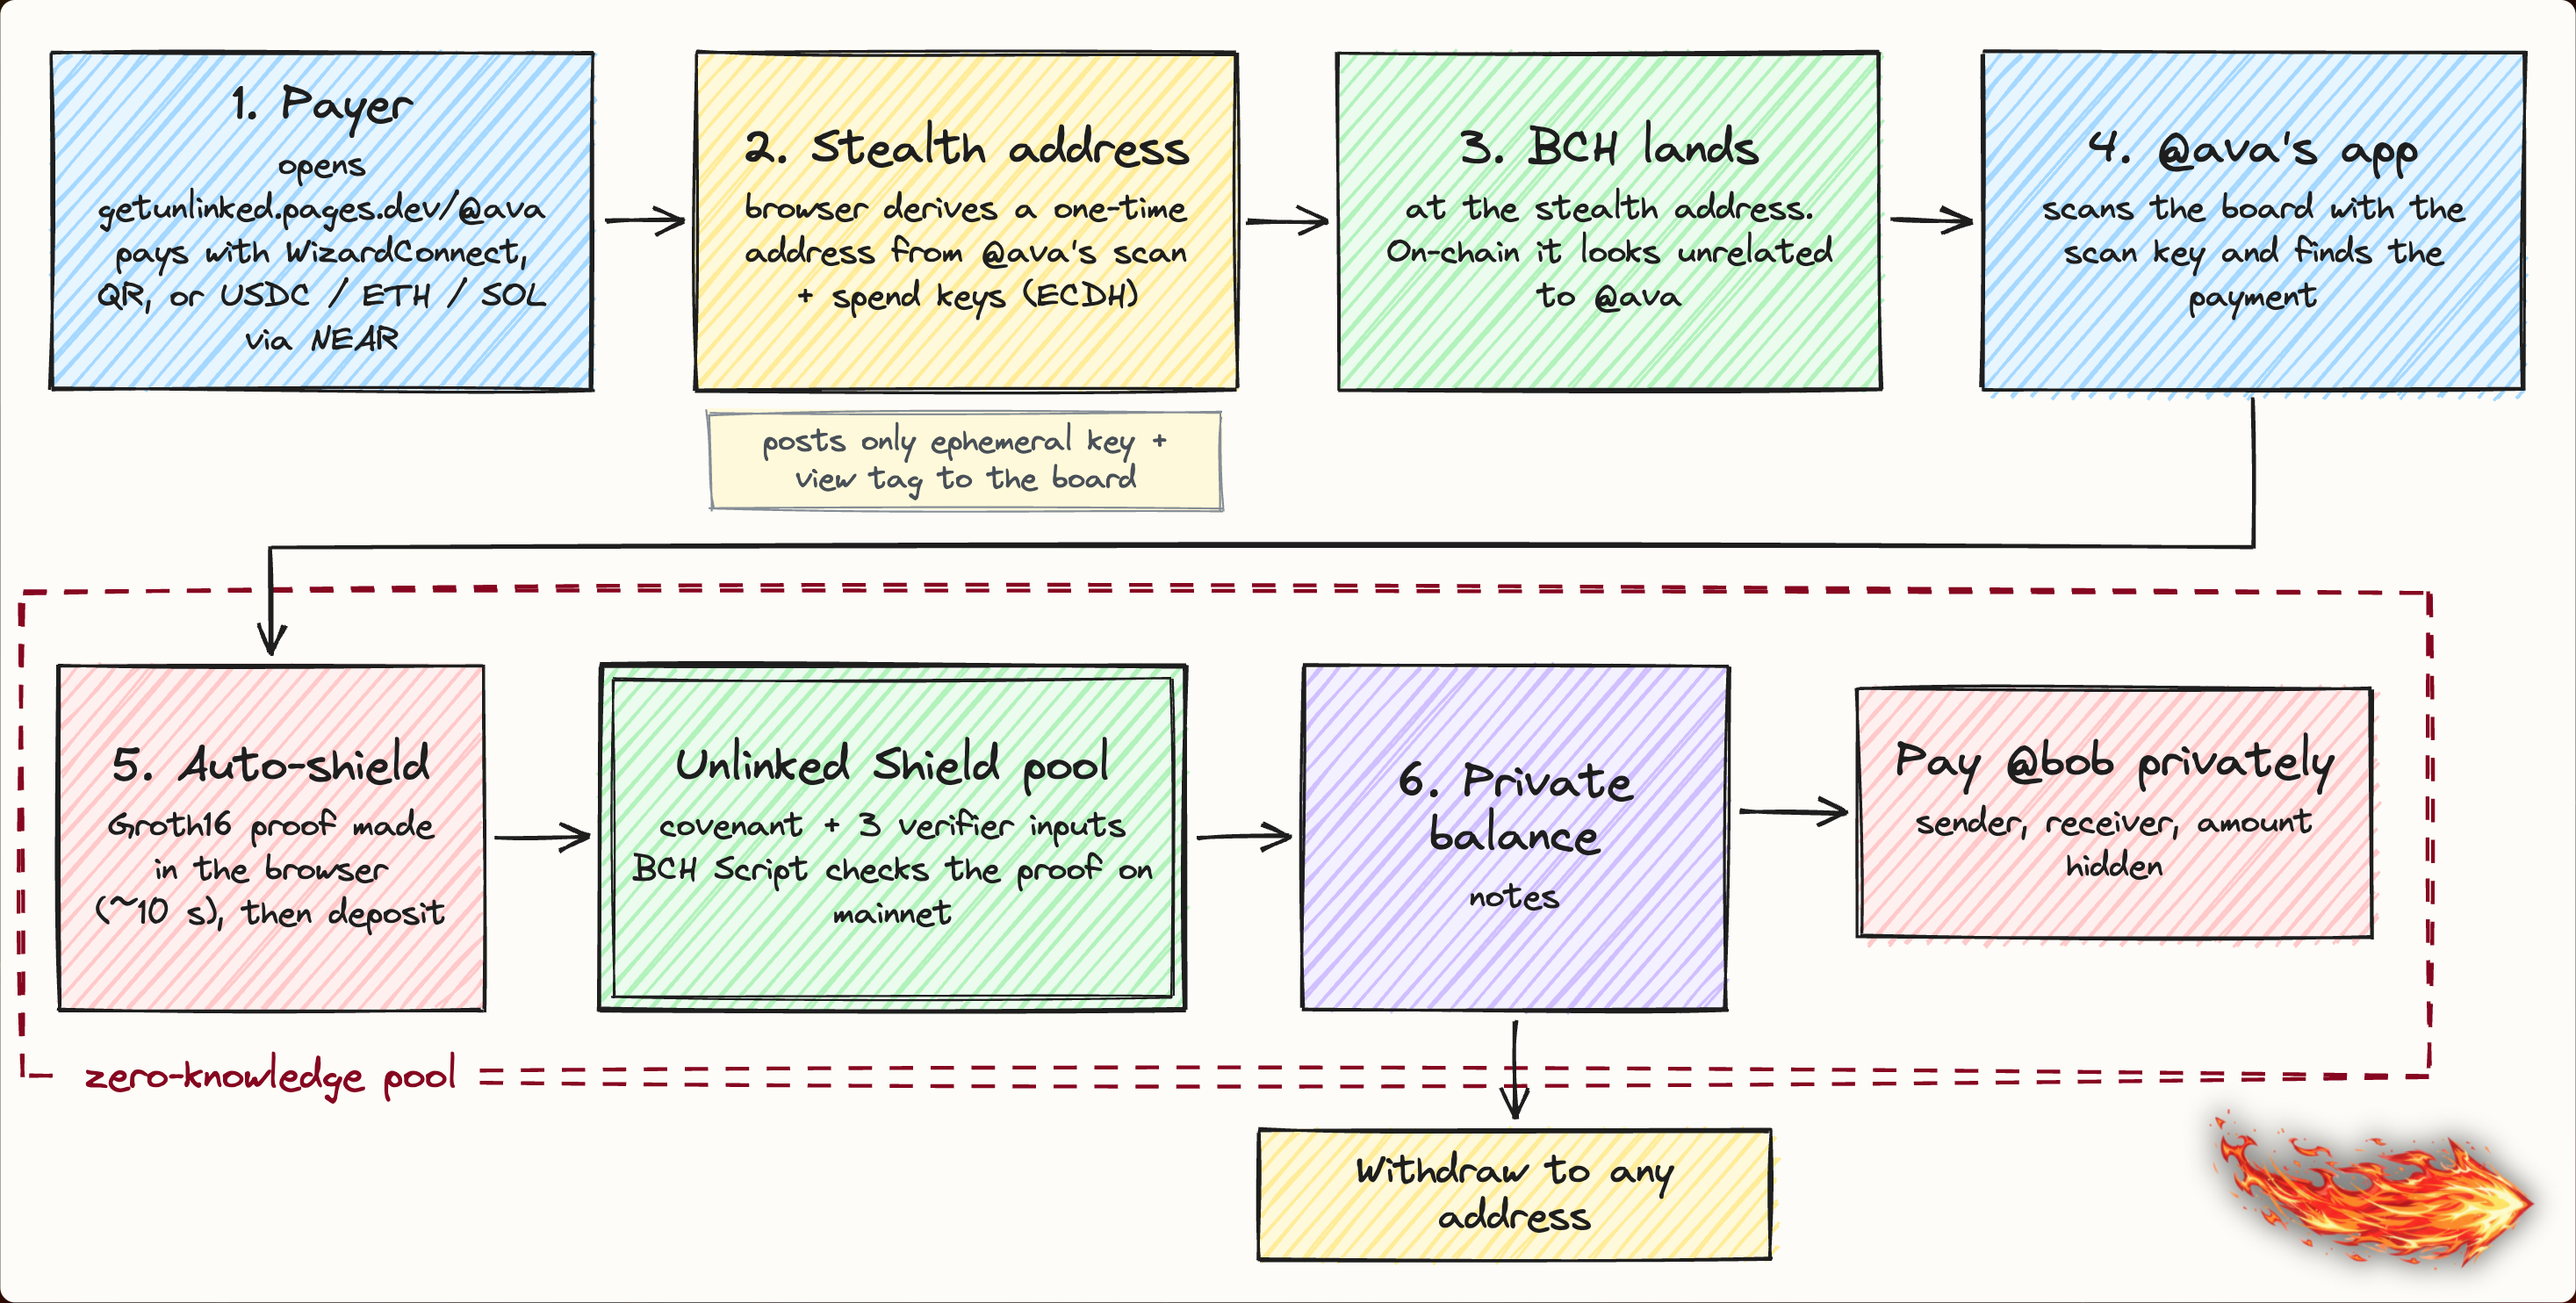 1. Payer
opens
getunlinked.pages.dev/@ava
pays with WizardConnect,
QR, or USDC / ETH / SOL
via NEAR
2. Stealth address
browser derives a one-time
address from @ava's scan
+ spend keys (ECDH)
posts only ephemeral key +
view tag to the board
3. BCH lands
at the stealth address.
On-chain it looks unrelated
to @ava
4. @ava's app
scans the board with the
scan key and finds the
payment
5. Auto-shield
Groth16 proof made
in the browser
(~10 s), then deposit
Unlinked Shield pool
covenant + 3 verifier inputs
BCH Script checks the proof on
mainnet
6. Private
balance
notes
Pay @bob privately
sender, receiver, amount
hidden
zero-knowledge pool
Withdraw to any
address